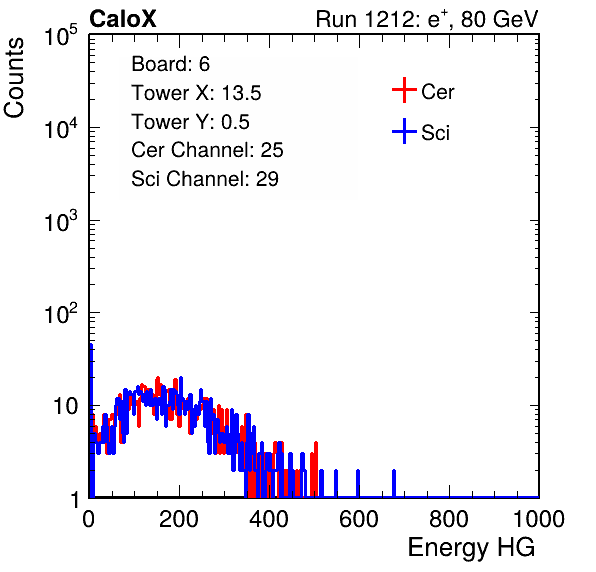 CaloX Run 1212: e⁺, 80 GeV
Counts
Board: 6
Tower X: 13.5
Tower Y: 0.5
Cer Channel: 25
Sci Channel: 29
Cer
Sci
10⁵
10⁴
10³
10²
10
1
0 200 400 600 800 1000
Energy HG